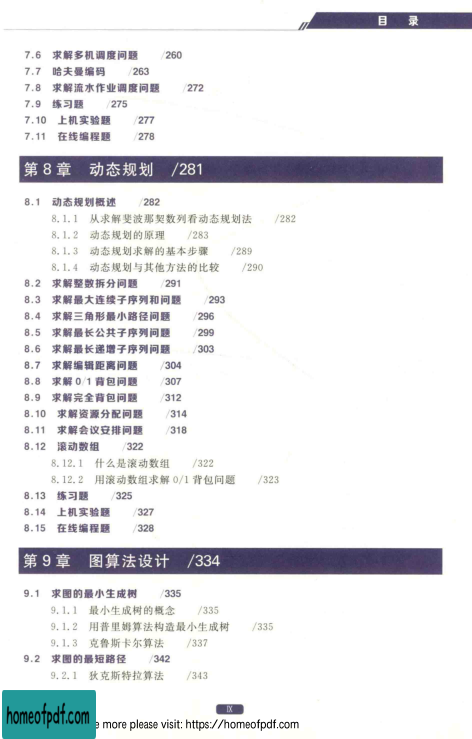 目 录
7.6 求解多机调度问题 /260
7.7 哈夫曼编码 /263
7.8 求解流水作业调度问题 /272
7.9 练习题 /275
7.10 上机实验题 /277
7.11 在线编程题 /278
第8章 动态规划 /281
8.1 动态规划概述 /282
8.1.1 从求解斐波那契数列看动态规划法 /282
8.1.2 动态规划的原理 /283
8.1.3 动态规划求解的基本步骤 /289
8.1.4 动态规划与其他方法的比较 /290
8.2 求解整数拆分问题 /291
8.3 求解最大连续子序列和问题 /293
8.4 求解三角形最小路径问题 /296
8.5 求解最长公共子序列问题 /299
8.6 求解最长递增子序列问题 /303
8.7 求解编辑距离问题 /304
8.8 求解0/1背包问题 /307
8.9 求解完全背包问题 /312
8.10 求解资源分配问题 /314
8.11 求解会议安排问题 /318
8.12 滚动数组 /322
8.12.1 什么是滚动数组 /322
8.12.2 用滚动数组求解0/1背包问题 /323
8.13 练习题 /325
8.14 上机实验题 /327
8.15 在线编程题 /328
第9章 图算法设计 /334
9.1 求图的最小生成树 /335
9.1.1 最小生成树的概念 /335
9.1.2 用普里姆算法构造最小生成树 /335
9.1.3 克鲁斯卡尔算法 /337
9.2 求图的最短路径 /342
9.2.1 狄克斯特拉算法 /343
IX
homeofpdf.com
more please visit: https://homeofpdf.com